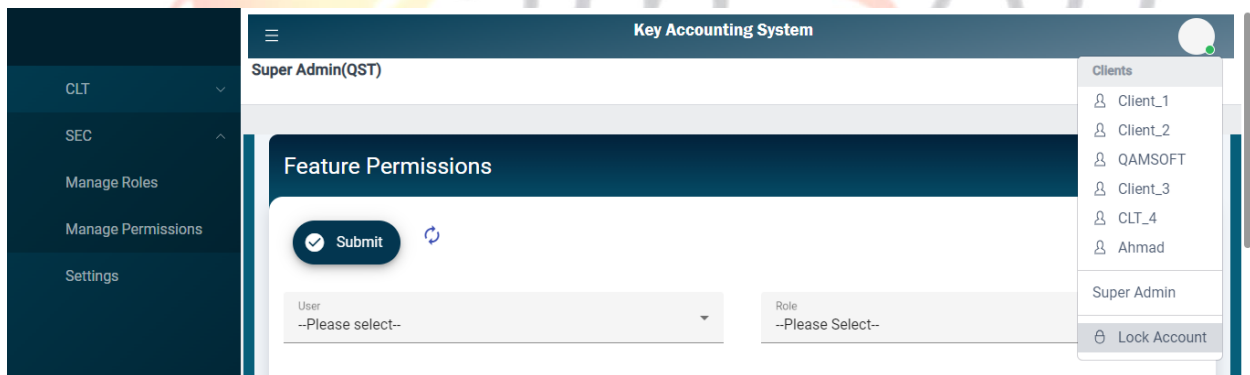 Key Accounting System
Super Admin(QST)
CLT
SEC
Manage Roles
Manage Permissions
Settings
Feature Permissions
Submit
User
--Please select--
Role
--Please Select--
Clients
Client_1
Client_2
QAMSOFT
Client_3
CLT_4
Ahmad
Super Admin
Lock Account